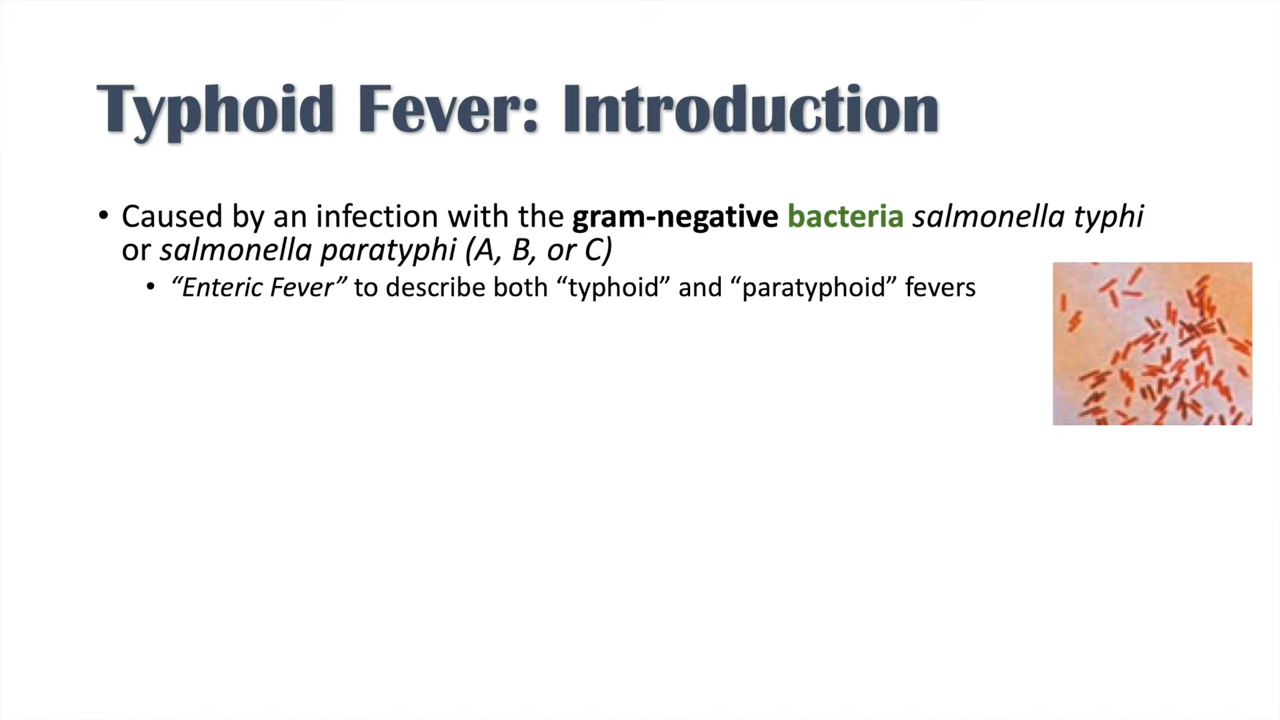 Typhoid Fever: Introduction
• Caused by an infection with the gram-negative bacteria salmonella typhi
or salmonella paratyphi (A, B, or C)
• “Enteric Fever” to describe both “typhoid” and “paratyphoid” fevers